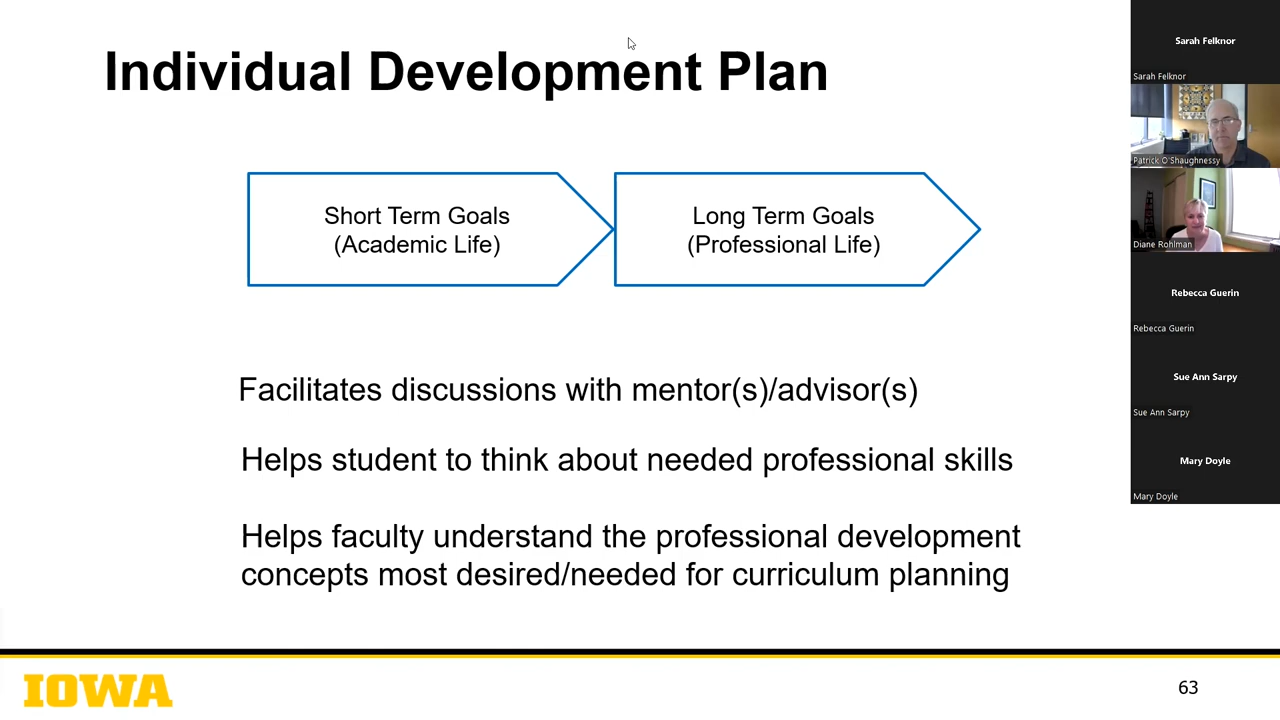 Individual Development Plan
Short Term Goals
(Academic Life)
Long Term Goals
(Professional Life)
Facilitates discussions with mentor(s)/advisor(s)
Helps student to think about needed professional skills
Helps faculty understand the professional development
concepts most desired/needed for curriculum planning
IOWA
63
Sarah Felknor
Sarah Felknor
Patrick O'Shaughnessy
Diane Rohlman
Rebecca Guerin
Rebecca Guerin
Sue Ann Sarpy
Sue Ann Sarpy
Mary Doyle
Mary Doyle